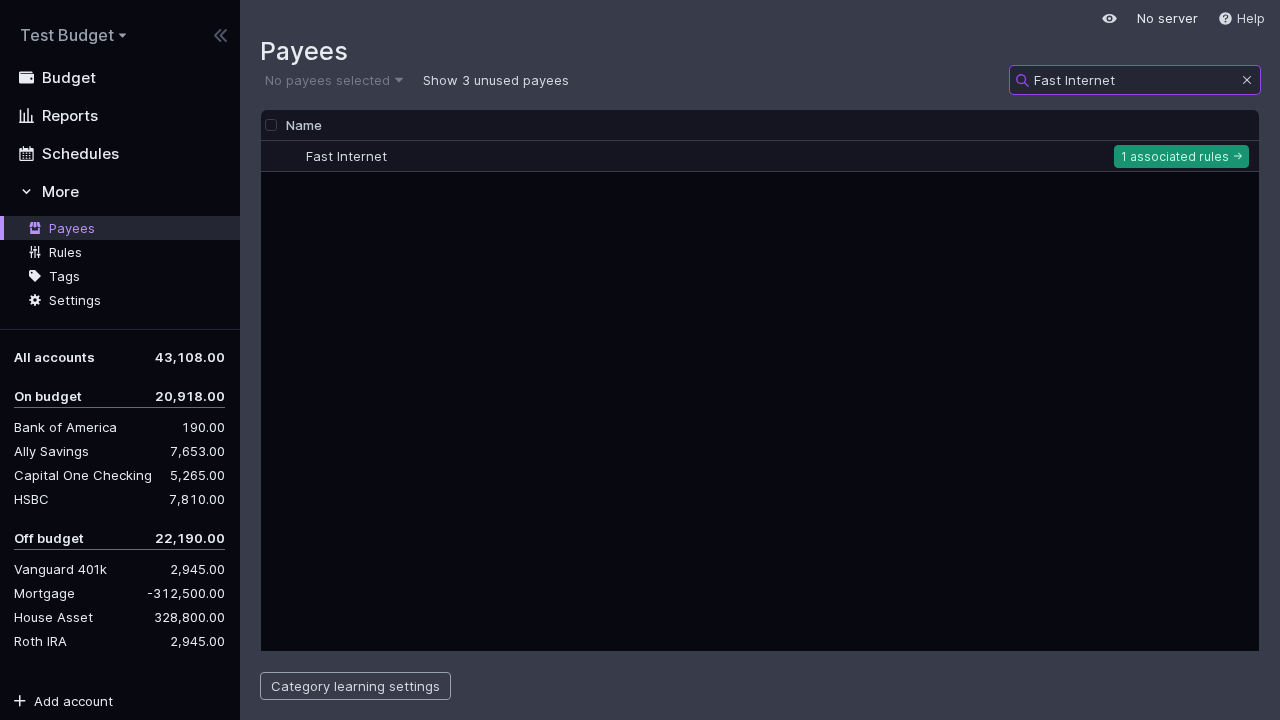 Test Budget
Budget
Reports
Schedules
More
Payees
Rules
Tags
Settings
All accounts 43,108.00
On budget 20,918.00
Bank of America 190.00
Ally Savings 7,653.00
Capital One Checking 5,265.00
HSBC 7,810.00
Off budget 22,190.00
Vanguard 401k 2,945.00
Mortgage -312,500.00
House Asset 328,800.00
Roth IRA 2,945.00
Add account
No server Help
Payees
No payees selected Show 3 unused payees Fast Internet
Name
Fast Internet 1 associated rules
Category learning settings